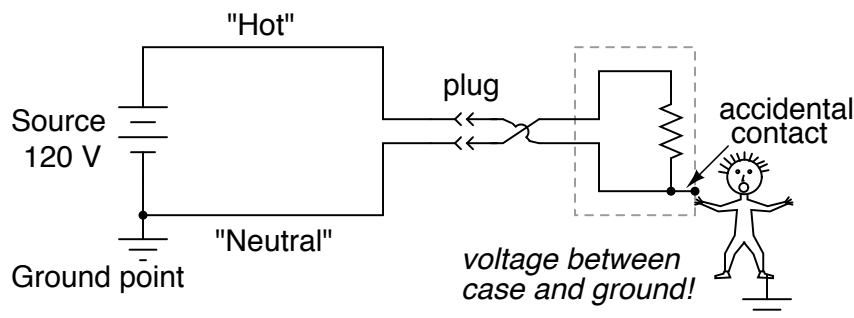 "Hot"
plug
Source
120 V
accidental
contact
"Neutral"
Ground point
voltage between
case and ground!